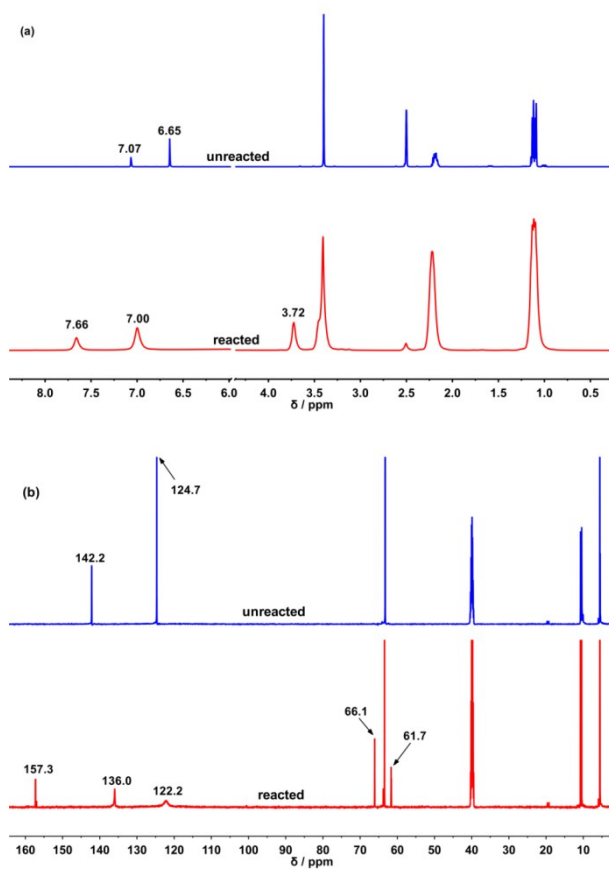 (a)
7.07
6.65
unreacted
7.66
7.00
3.72
reacted
8.0 7.5 7.0 6.5 6.0 4.0 3.5 3.0 2.5 2.0 1.5 1.0 0.5
δ / ppm δ / ppm
(b)
124.7
142.2
unreacted
66.1
61.7
157.3
136.0
122.2
reacted
160 150 140 130 120 110 100 90 80 70 60 50 40 30 20 10
δ / ppm δ / ppm